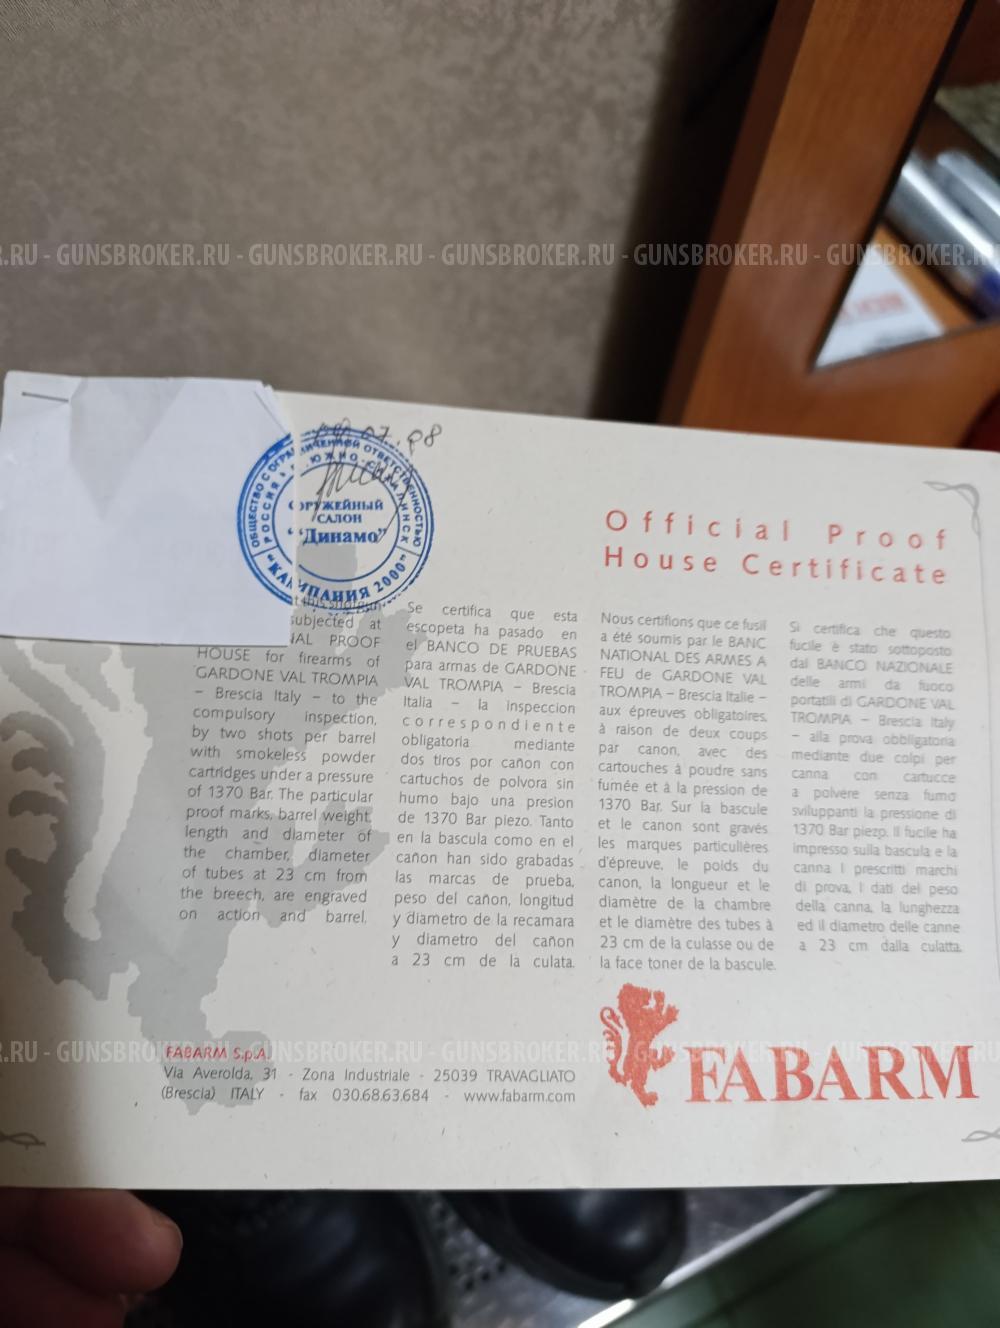 GUNSBROKER.RU - GUNSBROKER.RU - GUNSBROKER.RU - GUNSBROKER.RU - GUNSBROKER.RU
07.08
ОБЩЕСТВО С ОГРАНИЧЕННОЙ ОТВЕТСТВЕННОСТЬЮ
РОССИЯ
ОРУЖЕЙНЫЙ
САЛОН
"Динамо"
"КАМПАНИЯ 2000"
Official Proof
House Certificate
subjected at
PROOF
HOUSE for firearms of
GARDONE VAL TROMPIA
– Brescia Italy – to the
compulsory inspection,
by two shots per barrel
with smokeless powder
cartridges under a pressure
of 1370 Bar. The particular
proof marks, barrel weight,
length and diameter of
the chamber, diameter
of tubes at 23 cm from
the breech, are engraved
on action and barrel.
Se certifica que esta
escopeta ha pasado en
el BANCO DE PRUEBAS
para armas de GARDONE
VAL TROMPIA – Brescia
Italia – la inspeccion
correspondiente
obligatoria mediante
dos tiros por cañon con
cartuchos de polvora sin
humo bajo una presion
de 1370 Bar piezo. Tanto
en la bascula como en el
cañon han sido grabadas
las marcas de prueba,
peso del cañon, longitud
y diametro de la recamara
y diametro del cañon
a 23 cm de la culata.
Nous certifions que ce fusil
a été soumis par le BANC
NATIONAL DES ARMES A
FEU de GARDONE VAL
TROMPIA – Brescia Italie –
aux épreuves obligatoires,
à raison de deux coups
par canon, avec des
cartouches à poudre sans
fumée et à la pression de
1370 Bar. Sur la bascule
et le canon sont gravés
les marques particulières
d'épreuve, le poids du
canon, la longueur et le
diamètre de la chambre
et le diamètre des tubes à
23 cm de la culasse ou de
la face toner de la bascule.
Si certifica che questo
fucile è stato sottoposto
dal BANCO NAZIONALE
delle armi da fuoco
portatili di GARDONE VAL
TROMPIA – Brescia Italy
– alla prova obbligatoria
mediante due colpi per
canna con cartucce
a polvere senza fumo
sviluppanti la pressione di
1370 Bar piezo. Il fucile ha
impresso sulla bascula e la
canna i prescritti marchi
di prova, i dati del peso
della canna, la lunghezza
ed il diametro delle canne
a 23 cm dalla culatta.
FABARM S.p.A.
Via Averolda, 31 - Zona Industriale - 25039 TRAVAGLIATO
(Brescia) ITALY - fax 030.68.63.684 - www.fabarm.com
FABARM
.RU - GUNSBROKER.RU - GUNSBROKER.RU - GUNSBROKER.RU - GUNSBROKER.RU - GUNSBROKER.RU